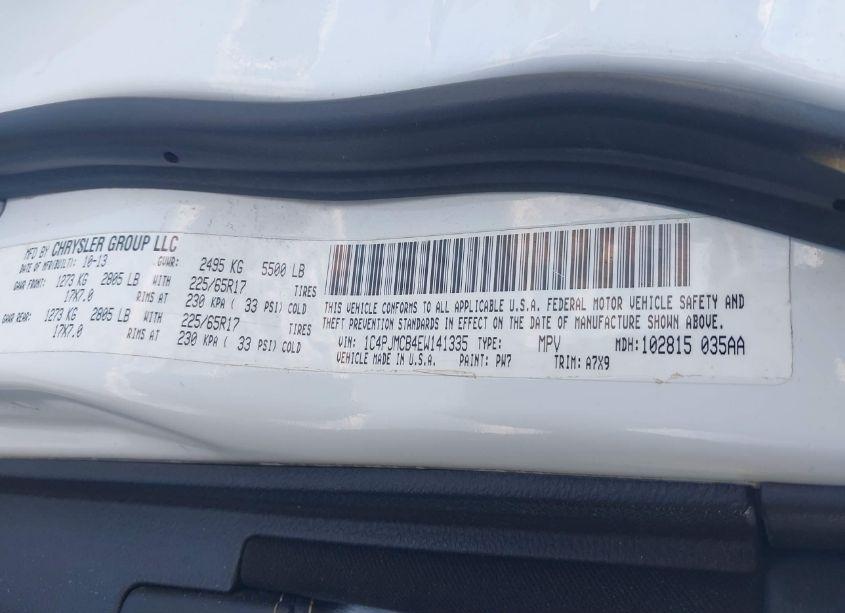 MFD BY CHRYSLER GROUP LLC
DATE OF MFR(BUILT): 10-13 GVWR: 2495 KG 5500 LB
GAWR FRONT: 1273 KG 2805 LB WITH 225/65R17 TIRES
17X7.0 RIMS AT 230 KPA ( 33 PSI) COLD
GAWR REAR: 1273 KG 2805 LB WITH 225/65R17 TIRES
17X7.0 RIMS AT 230 KPA ( 33 PSI) COLD
THIS VEHICLE CONFORMS TO ALL APPLICABLE U.S.A. FEDERAL MOTOR VEHICLE SAFETY AND
THEFT PREVENTION STANDARDS IN EFFECT ON THE DATE OF MANUFACTURE SHOWN ABOVE.
VIN: 1C4PJMCB4EW141335 TYPE: MPV MDH: 102815 035AA
VEHICLE MADE IN U.S.A. PAINT: PW7 TRIM: A7X9